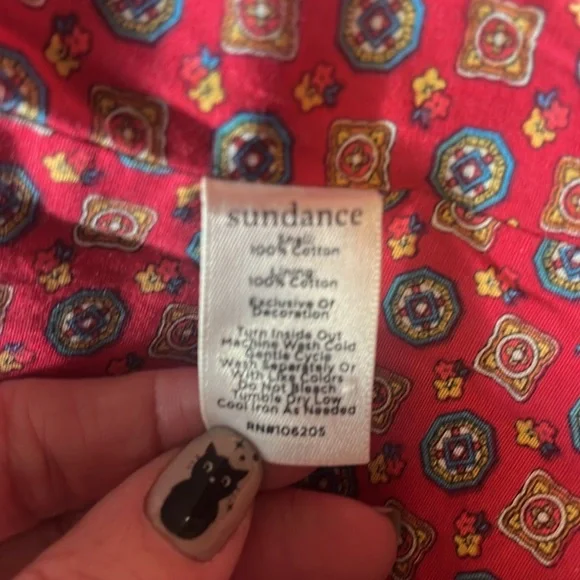 sundance
Shell:
100% Cotton
Lining:
100% Cotton
Exclusive Of
Decoration
Turn Inside Out
Machine Wash Cold
Gentle Cycle
Wash Separately Or
With Like Colors
Do Not Bleach
Tumble Dry Low
Cool Iron As Needed
RN#106205